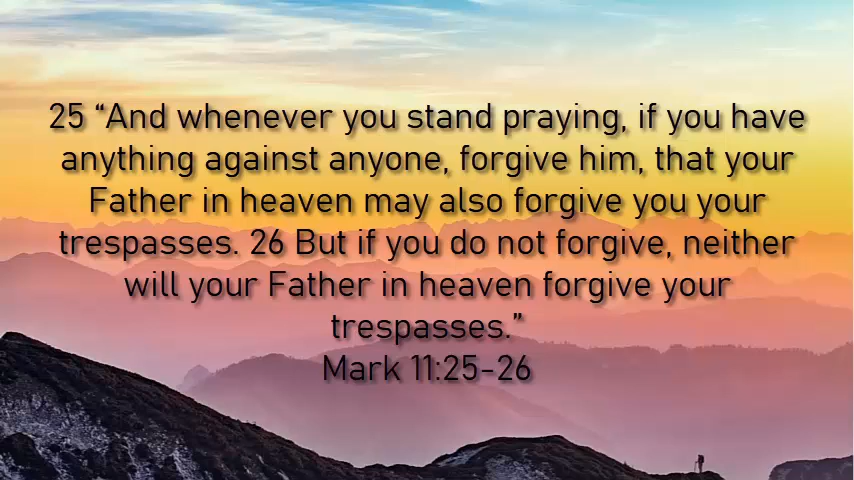 25 “And whenever you stand praying, if you have
anything against anyone, forgive him, that your
Father in heaven may also forgive you your
trespasses. 26 But if you do not forgive, neither
will your Father in heaven forgive your
trespasses.”
Mark 11:25-26